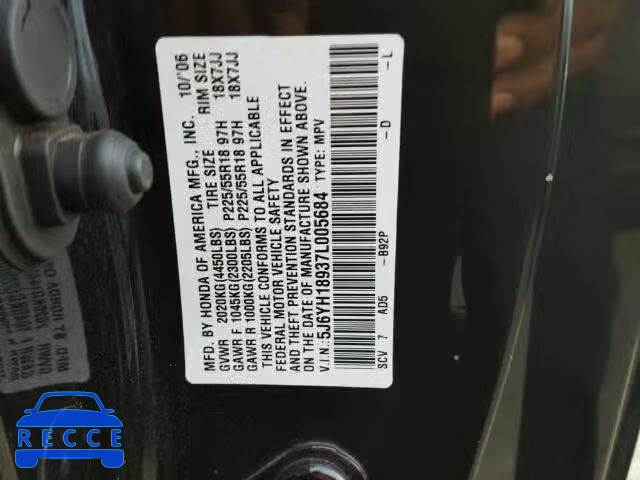 MFD. BY HONDA OF AMERICA MFG., INC. 10/'06
GVWR 2020KG(4450LBS) TIRE SIZE RIM SIZE
GAWR F 1045KG(2300LBS) P225/55R18 97H 18X7JJ
GAWR R 1000KG(2205LBS) P225/55R18 97H 18X7JJ
THIS VEHICLE CONFORMS TO ALL APPLICABLE
FEDERAL MOTOR VEHICLE SAFETY
AND THEFT PREVENTION STANDARDS IN EFFECT
ON THE DATE OF MANUFACTURE SHOWN ABOVE.
V.I.N: 5J6YH18937L005684 TYPE: MPV
SCV 7 AD5 -B92P -D -L
RECCE